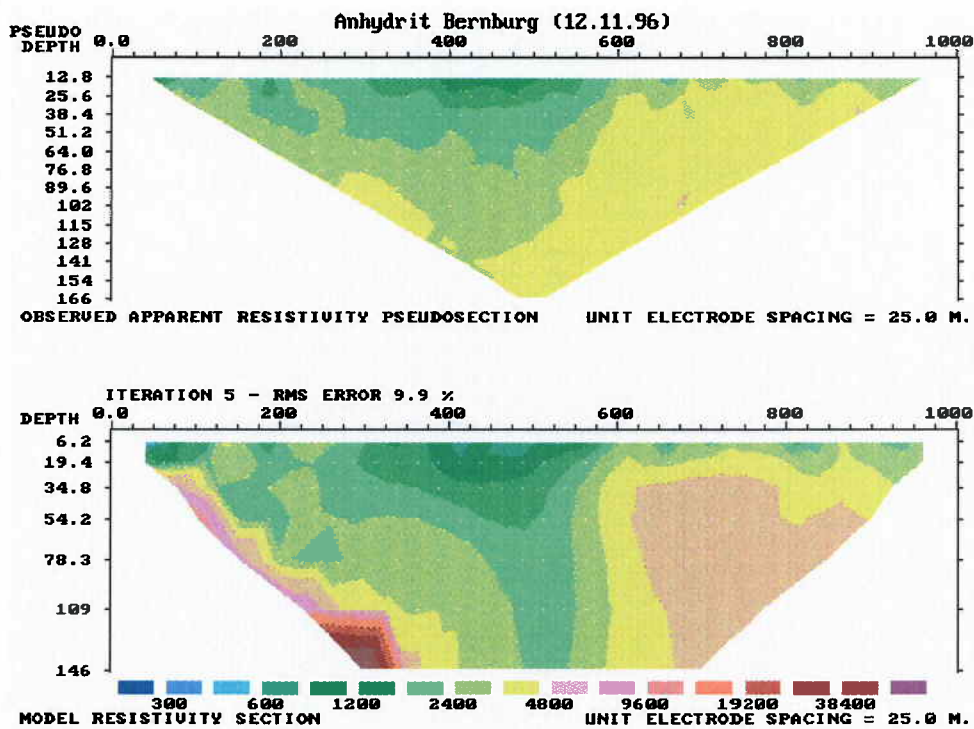 Anhydrit Bernburg (12.11.96)
PSEUDO DEPTH 0.0 200 400 600 800 1000
12.8
25.6
38.4
51.2
64.0
76.8
89.6
102
115
128
141
154
166
OBSERVED APPARENT RESISTIVITY PSEUDOSECTION UNIT ELECTRODE SPACING = 25.0 M.
ITERATION 5 - RMS ERROR 9.9 %
DEPTH 0.0 200 400 600 800 1000
6.2
19.4
34.8
54.2
78.3
109
146
300 600 1200 2400 4800 9600 19200 38400
MODEL RESISTIVITY SECTION UNIT ELECTRODE SPACING = 25.0 M.